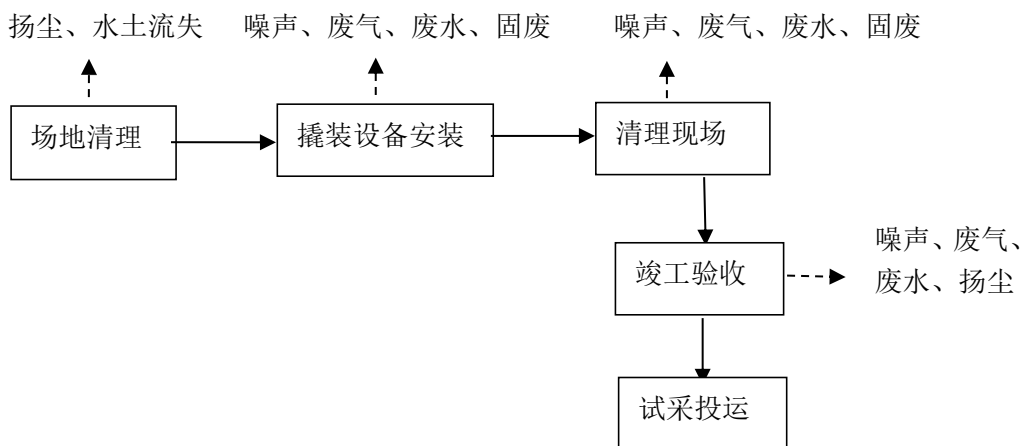 扬尘、水土流失
噪声、废气、废水、固废
噪声、废气、废水、固废
场地清理
撬装设备安装
清理现场
噪声、废气、
废水、扬尘
竣工验收
试采投运